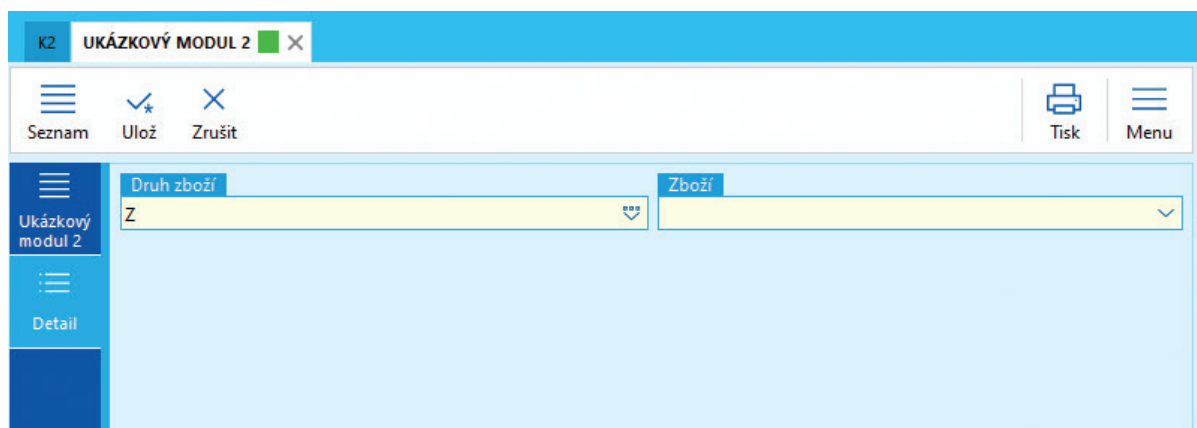 K2
UKÁZKOVÝ MODUL 2
Seznam
Ulož
Zrušit
Tisk
Menu
Ukázkový
modul 2
Detail
Druh zboží
Z
Zboží